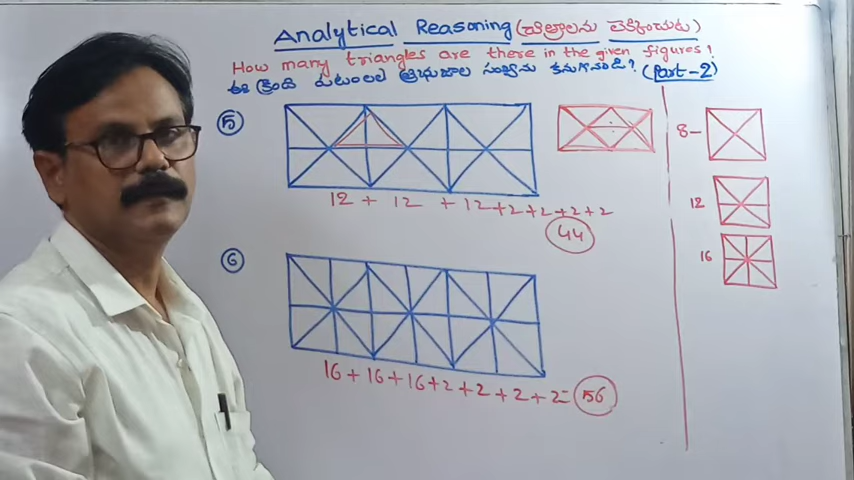 Analytical Reasoning (చిత్రాలను లెక్కించుట)
How many triangles are there in the given figures?
ఈ క్రింది పటంలలో త్రిభుజాల సంఖ్యను కనుగొనండి? (Part-2)
5
8-
12
12 + 12 + 12+2+2+2+2
44
16
6
16+16+16+2+2+2+2= 56